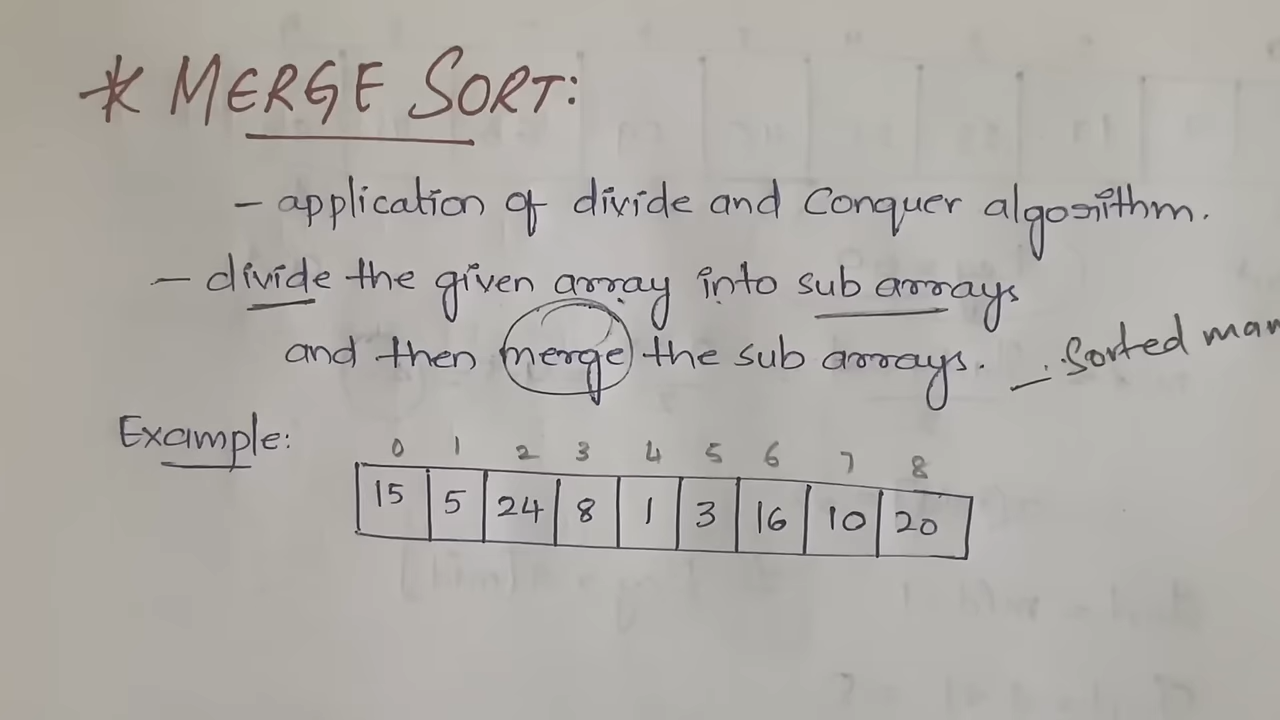 * MERGE SORT:
- application of divide and Conquer algorithm.
- divide the given array into sub arrays
and then merge the sub arrays. - Sorted man
Example:
0 1 2 3 4 5 6 7 8
15 5 24 8 1 3 16 10 20